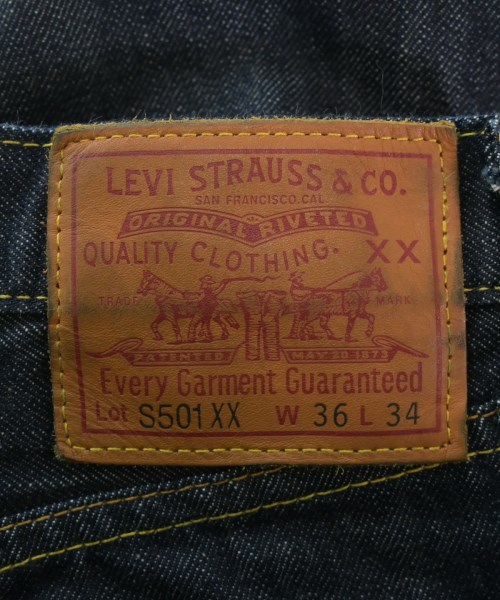 LEVI STRAUSS & CO.
SAN FRANCISCO, CAL
ORIGINAL RIVETED
QUALITY CLOTHING. XX
TRADE MARK
PATENTED MAY 20 1873
Every Garment Guaranteed
Lot S501XX W 36 L 34